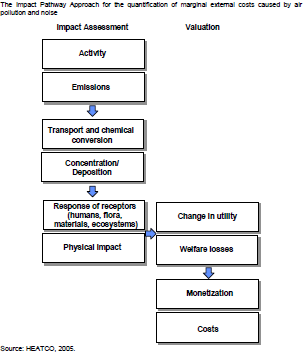 The Impact Pathway Approach for the quantification of marginal external costs caused by air
pollution and noise
Impact Assessment
Valuation
Activity
Emissions
Transport and chemical
conversion
Concentration/
Deposition
Response of receptors
(humans, flora,
materials, ecosystems)
Physical impact
Change in utility
Welfare losses
Monetization
Costs
Source: HEATCO, 2005.